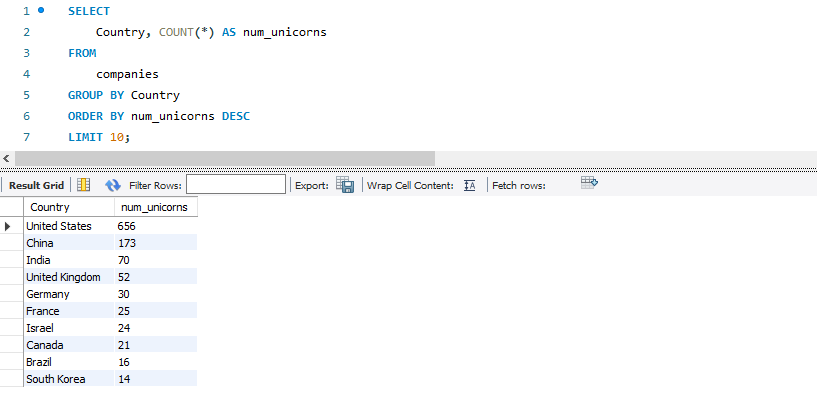 1 SELECT
2 Country, COUNT(*) AS num_unicorns
3 FROM
4 companies
5 GROUP BY Country
6 ORDER BY num_unicorns DESC
7 LIMIT 10;
Result Grid Filter Rows: Export: Wrap Cell Content: Fetch rows:
Country num_unicorns
United States 656
China 173
India 70
United Kingdom 52
Germany 30
France 25
Israel 24
Canada 21
Brazil 16
South Korea 14